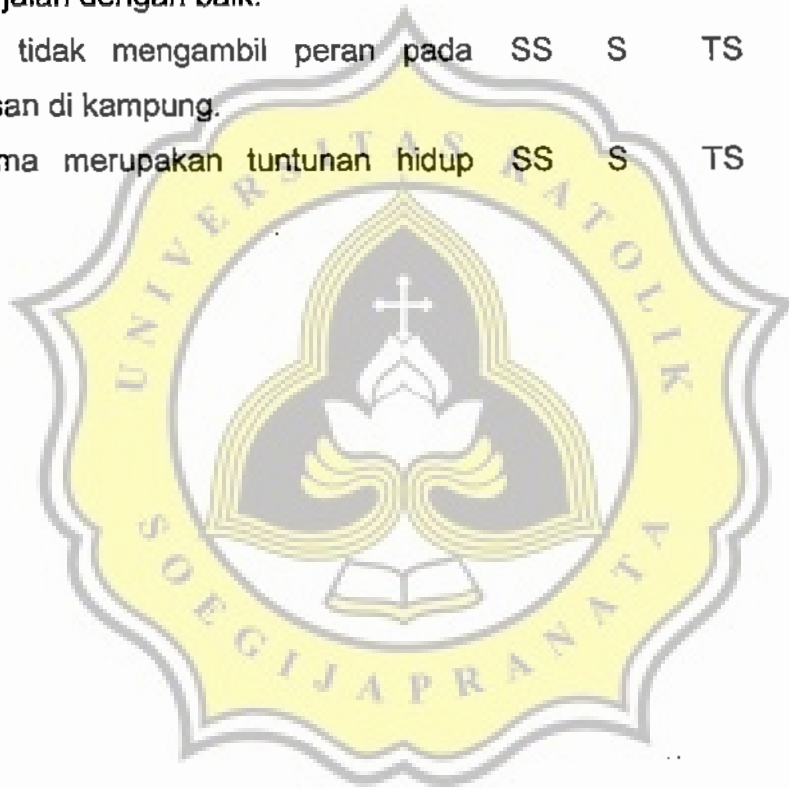 jalan dengan baik.
tidak mengambil peran pada SS S TS
san di kampung.
ma merupakan tuntunan hidup SS S TS
UNIVERSITAS KATOLIK
SOEGIJAPRANATA